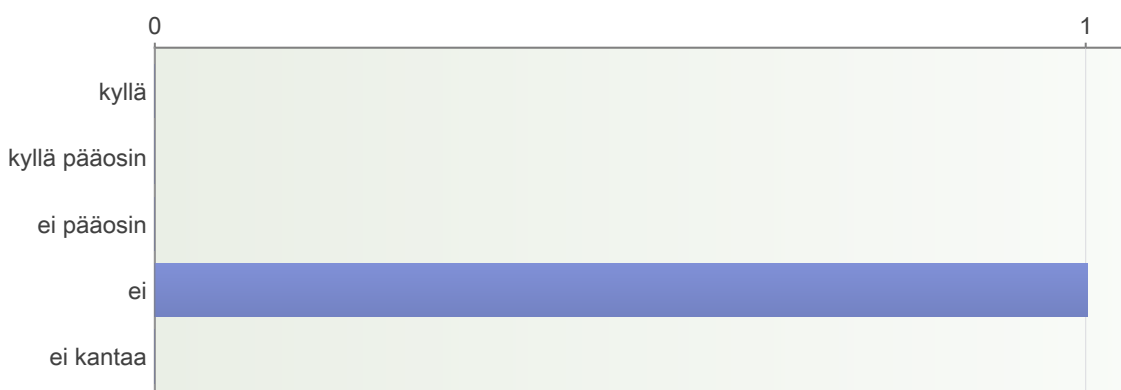 0 1
kyllä
kyllä pääosin
ei pääosin
ei
ei kantaa